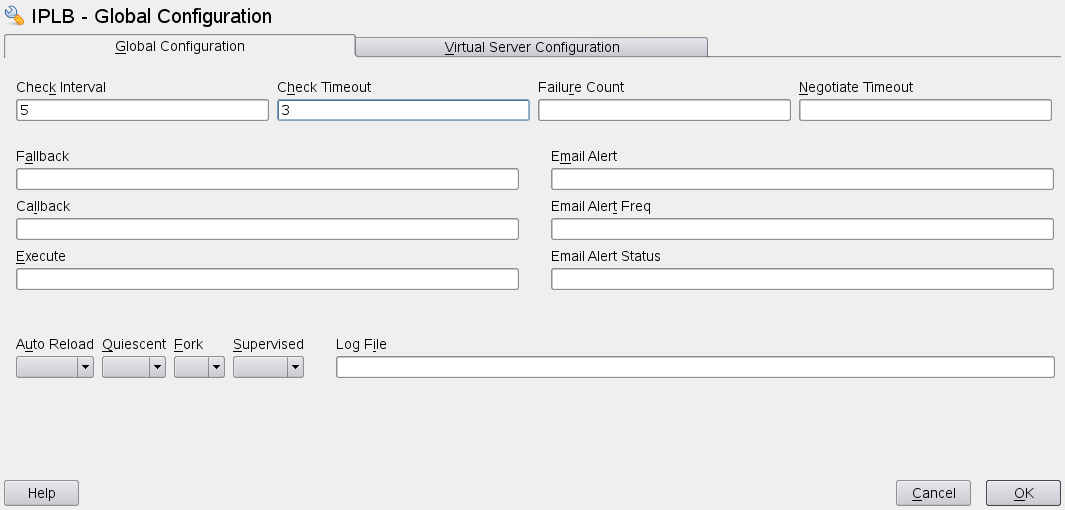 IPLB - Global Configuration
Global Configuration Virtual Server Configuration
Check Interval Check Timeout Failure Count Negotiate Timeout
5 3
Fallback Email Alert
Callback Email Alert Freq
Execute Email Alert Status
Auto Reload Quiescent Fork Supervised Log File
Help Cancel OK